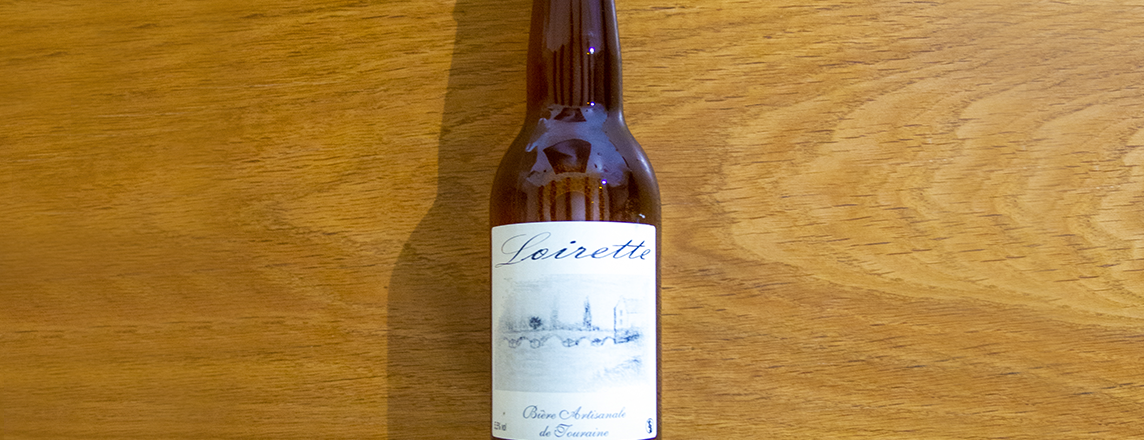 Loirette
Bière Artisanale
de Touraine